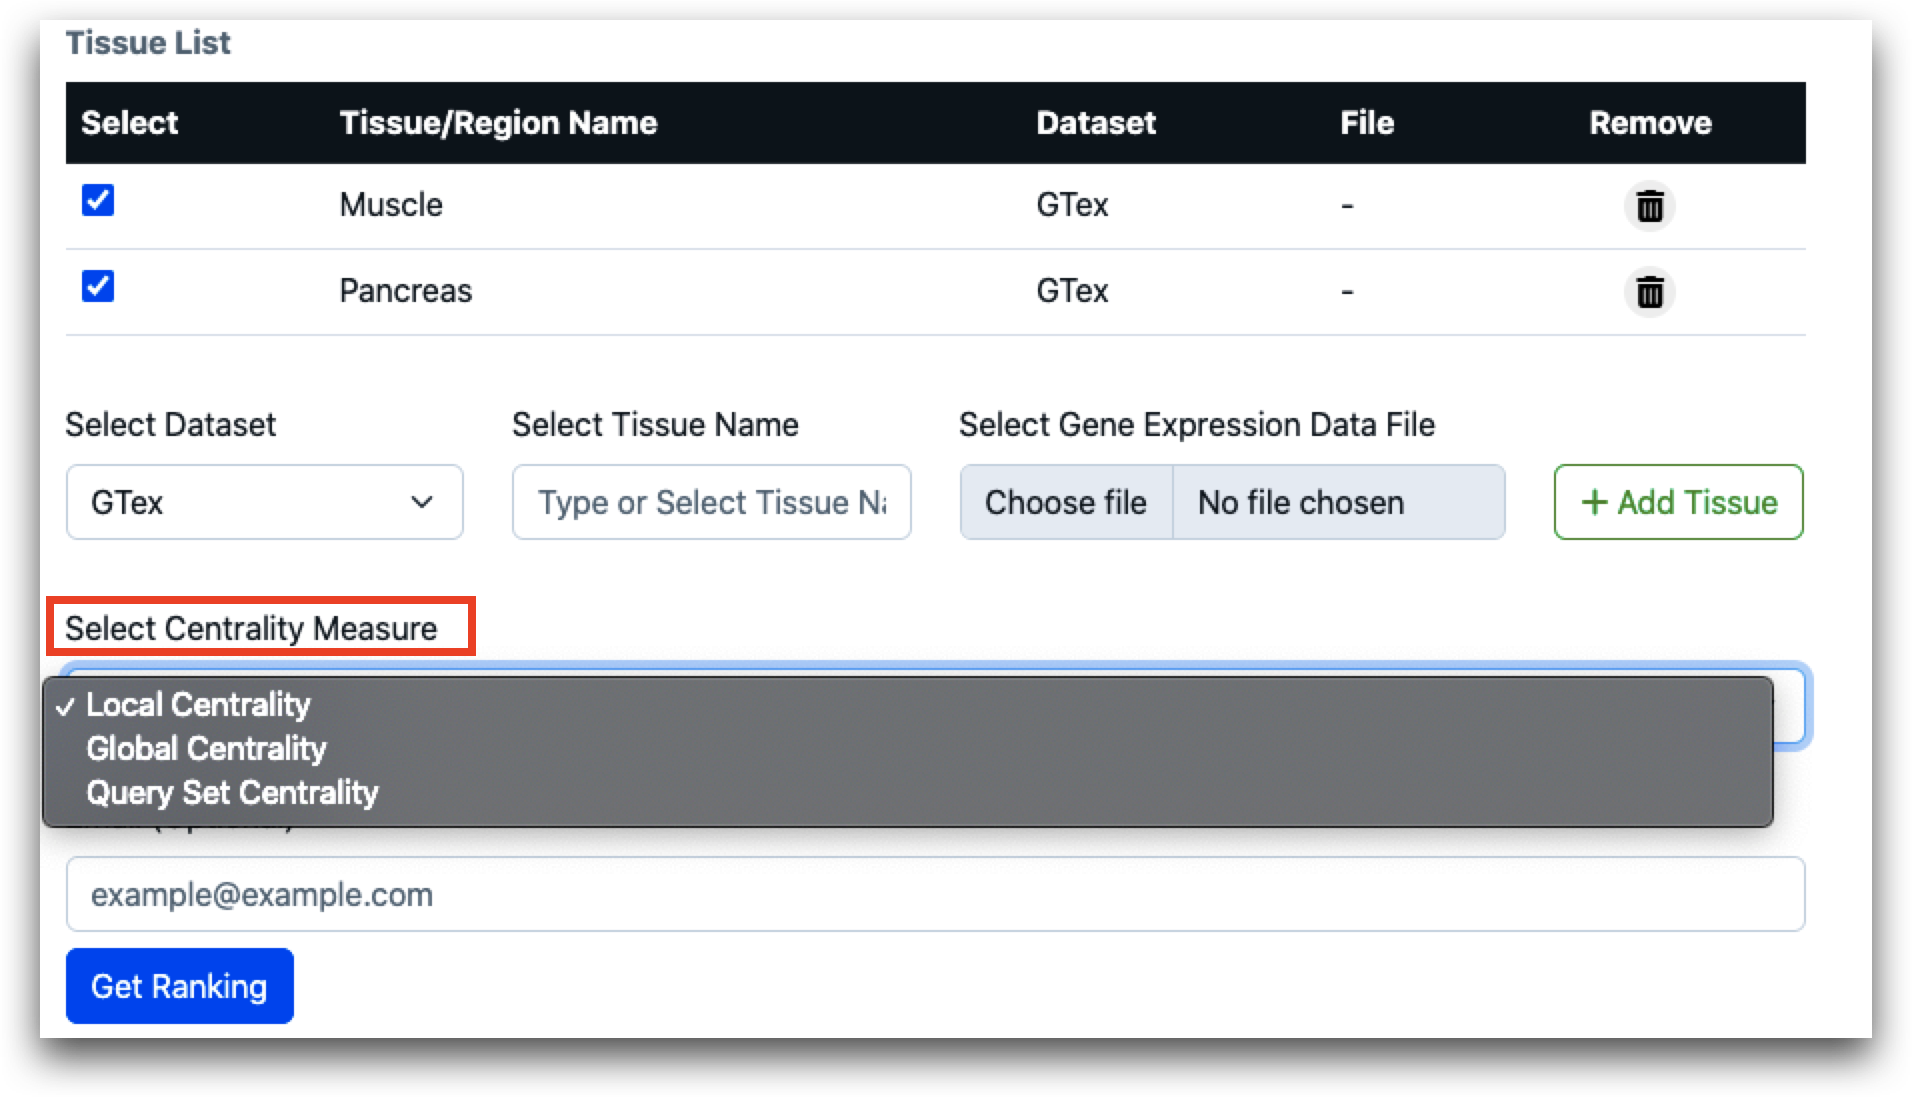 Tissue List
Select Tissue/Region Name Dataset File Remove
Muscle GTex -
Pancreas GTex -
Select Dataset Select Tissue Name Select Gene Expression Data File
GTex Type or Select Tissue Choose file No file chosen + Add Tissue
Select Centrality Measure
✓ Local Centrality
Global Centrality
Query Set Centrality
example@example.com
Get Ranking